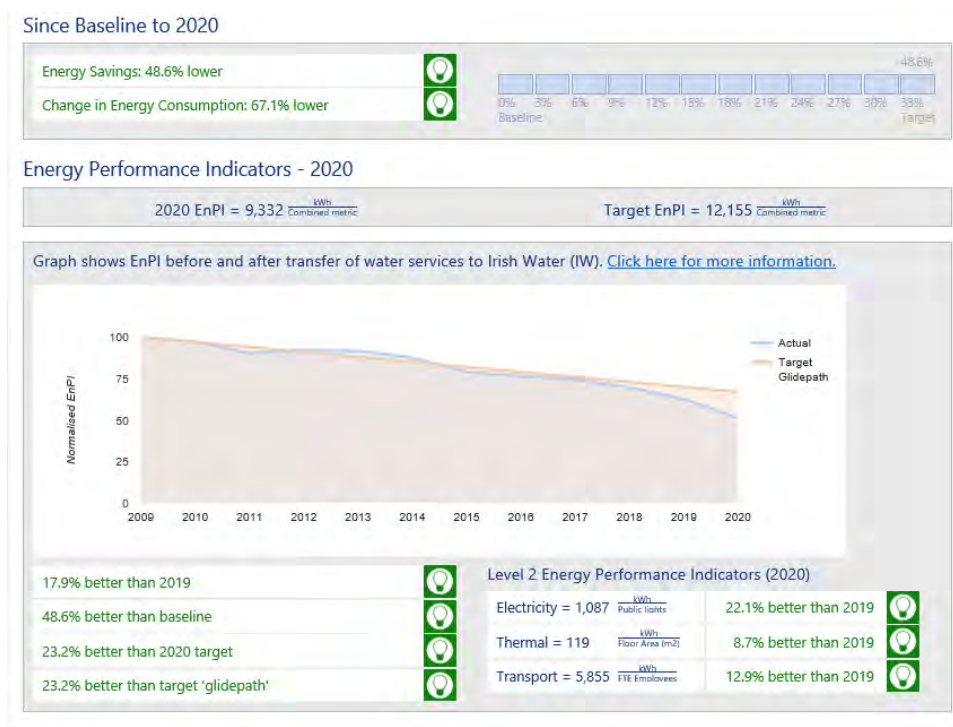 Since Baseline to 2020
Energy Savings: 48.6% lower
Change in Energy Consumption: 67.1% lower
48.6%
0% 3% 6% 9% 12% 15% 18% 21% 24% 27% 30% 33%
Baseline Target
Energy Performance Indicators - 2020
2020 EnPI = 9,332 kWh / Combined metric
Target EnPI = 12,155 kWh / Combined metric
Graph shows EnPI before and after transfer of water services to Irish Water (IW). Click here for more information.
100
75
50
25
0
Normalised EnPI
2009 2010 2011 2012 2013 2014 2015 2016 2017 2018 2019 2020
Actual
Target
Glidepath
17.9% better than 2019
48.6% better than baseline
23.2% better than 2020 target
23.2% better than target 'glidepath'
Level 2 Energy Performance Indicators (2020)
Electricity = 1,087 kWh / Public lights 22.1% better than 2019
Thermal = 119 kWh / Floor Area (m2) 8.7% better than 2019
Transport = 5,855 kWh / FTE Employees 12.9% better than 2019